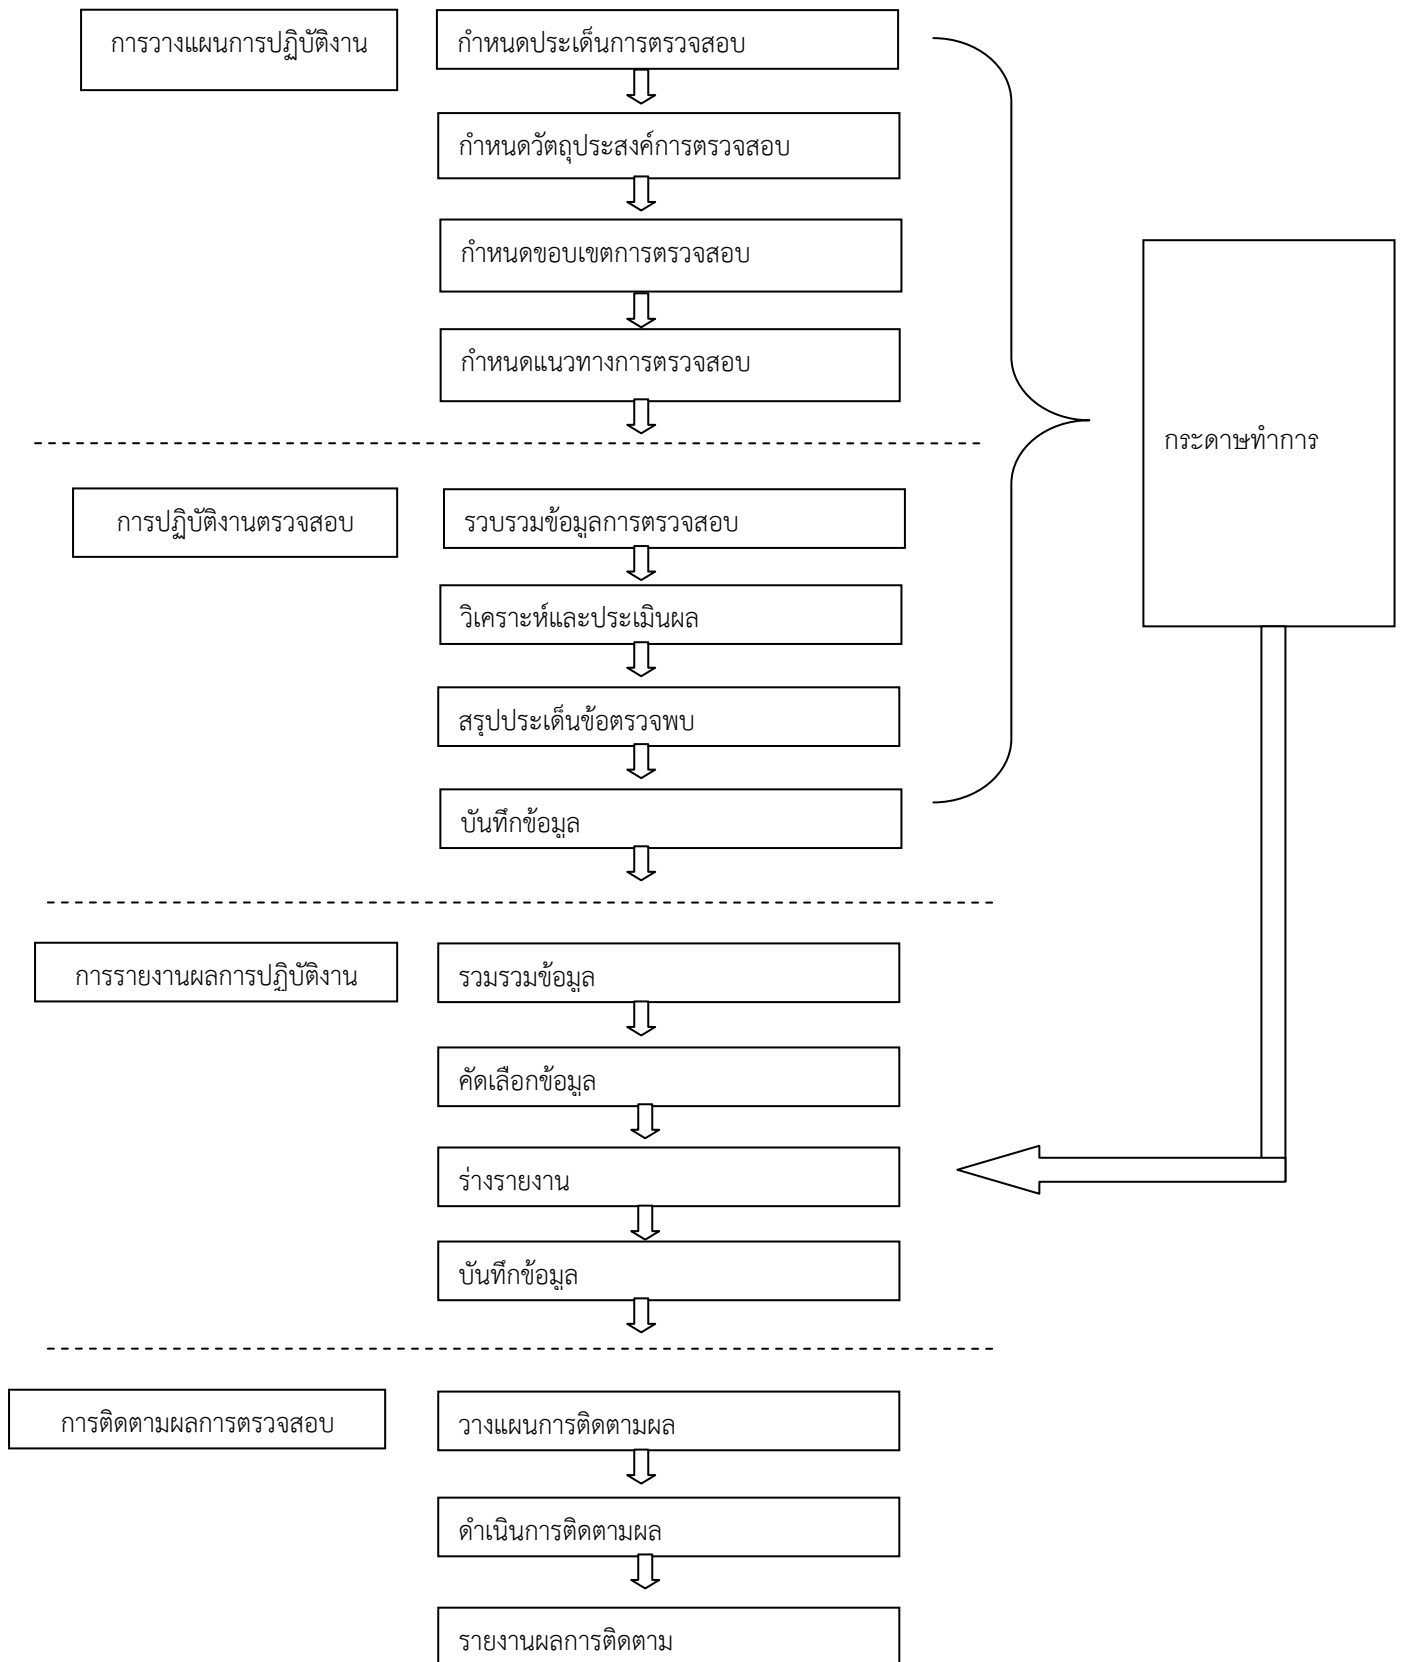 การวางแผนการปฏิบัติงาน
กำหนดประเด็นการตรวจสอบ
กำหนดวัตถุประสงค์การตรวจสอบ
กำหนดขอบเขตการตรวจสอบ
กำหนดแนวทางการตรวจสอบ
กระดาษทำการ
การปฏิบัติงานตรวจสอบ
รวบรวมข้อมูลการตรวจสอบ
วิเคราะห์และประเมินผล
สรุปประเด็นข้อตรวจพบ
บันทึกข้อมูล
การรายงานผลการปฏิบัติงาน
รวมรวมข้อมูล
คัดเลือกข้อมูล
ร่างรายงาน
บันทึกข้อมูล
การติดตามผลการตรวจสอบ
วางแผนการติดตามผล
ดำเนินการติดตามผล
รายงานผลการติดตาม